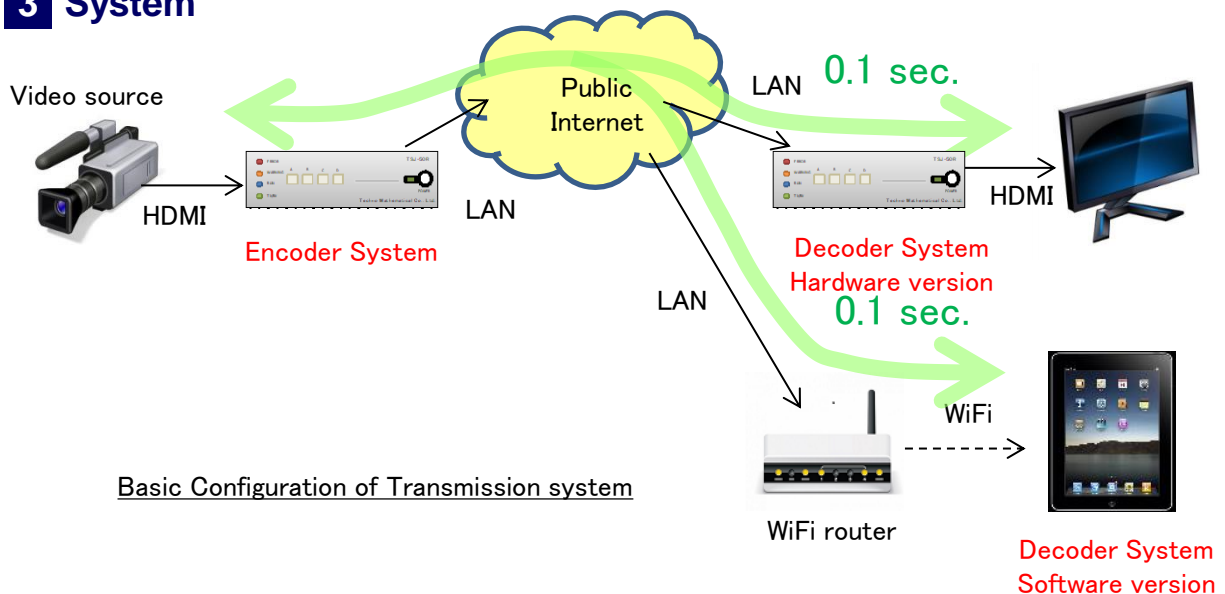 3 System
Video source
HDMI
Encoder System
LAN
Public
Internet
LAN
0.1 sec.
HDMI
Decoder System
Hardware version
0.1 sec.
LAN
WiFi
WiFi router
Decoder System
Software version
Basic Configuration of Transmission system